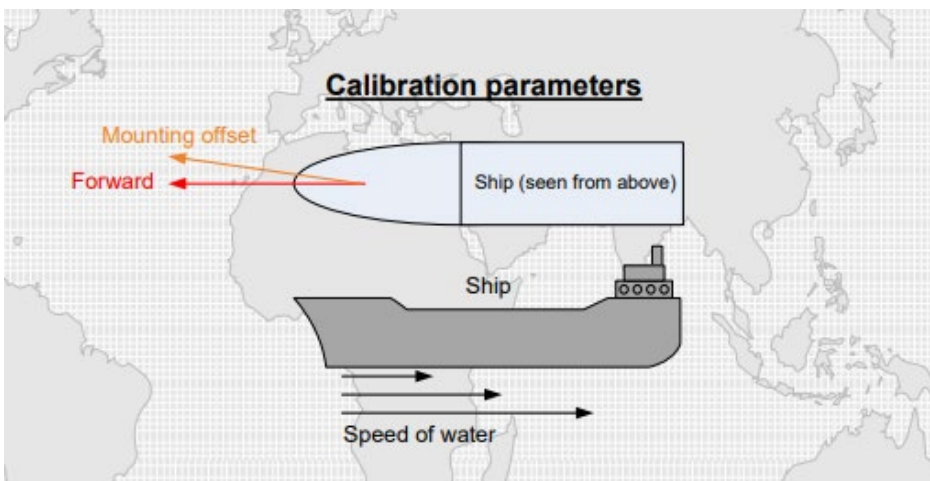 Calibration parameters
Mounting offset
Forward
Ship (seen from above)
Ship
Speed of water